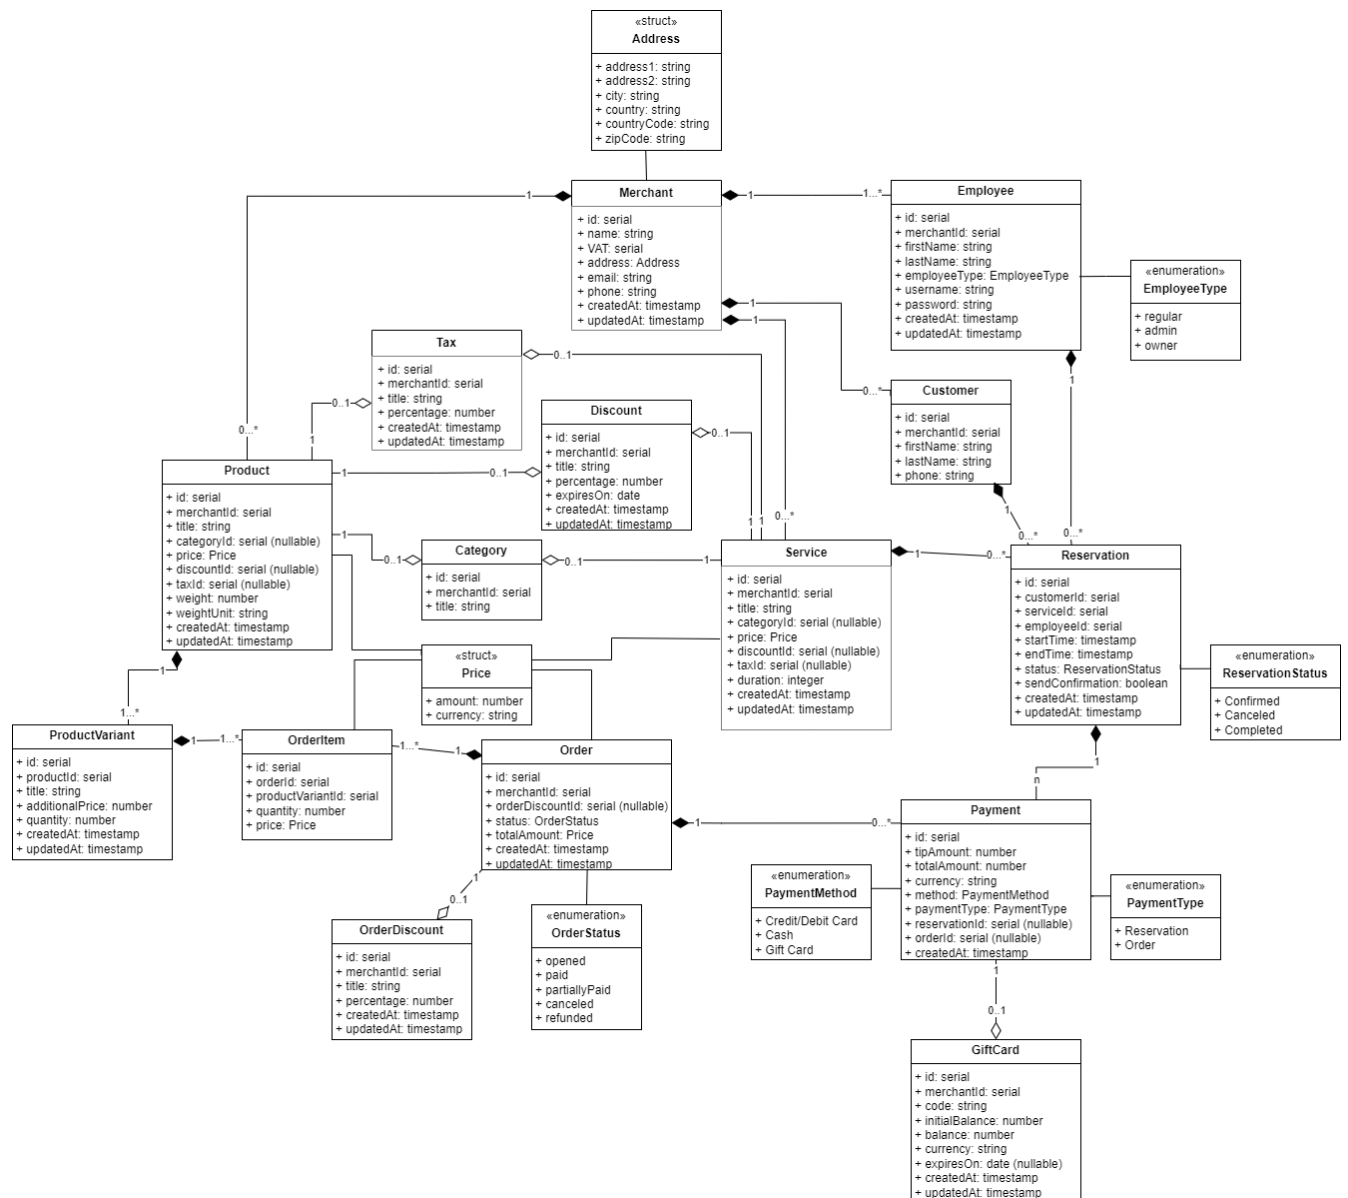 «struct»
Address
+ address1: string
+ address2: string
+ city: string
+ country: string
+ countryCode: string
+ zipCode: string
Merchant
+ id: serial
+ name: string
+ VAT: serial
+ address: Address
+ email: string
+ phone: string
+ createdAt: timestamp
+ updatedAt: timestamp
1
1
1...*
1
1
0...*
0...*
0...*
Employee
+ id: serial
+ merchantId: serial
+ firstName: string
+ lastName: string
+ employeeType: EmployeeType
+ username: string
+ password: string
+ createdAt: timestamp
+ updatedAt: timestamp
1
0...*
«enumeration»
EmployeeType
+ regular
+ admin
+ owner
Tax
+ id: serial
+ merchantId: serial
+ title: string
+ percentage: number
+ createdAt: timestamp
+ updatedAt: timestamp
0..1
1
0..1
1
Discount
+ id: serial
+ merchantId: serial
+ title: string
+ percentage: number
+ expiresOn: date
+ createdAt: timestamp
+ updatedAt: timestamp
0..1
1
0..1
1
Customer
+ id: serial
+ merchantId: serial
+ firstName: string
+ lastName: string
+ phone: string
1
0...*
Product
+ id: serial
+ merchantId: serial
+ title: string
+ categoryId: serial (nullable)
+ price: Price
+ discountId: serial (nullable)
+ taxId: serial (nullable)
+ weight: number
+ weightUnit: string
+ createdAt: timestamp
+ updatedAt: timestamp
1
1...*
Category
+ id: serial
+ merchantId: serial
+ title: string
1
0..1
0..1
1
Service
+ id: serial
+ merchantId: serial
+ title: string
+ categoryId: serial (nullable)
+ price: Price
+ discountId: serial (nullable)
+ taxId: serial (nullable)
+ duration: integer
+ createdAt: timestamp
+ updatedAt: timestamp
1
0...*
Reservation
+ id: serial
+ customerId: serial
+ serviceId: serial
+ employeeId: serial
+ startTime: timestamp
+ endTime: timestamp
+ status: ReservationStatus
+ sendConfirmation: boolean
+ createdAt: timestamp
+ updatedAt: timestamp
1
n
«enumeration»
ReservationStatus
+ Confirmed
+ Canceled
+ Completed
«struct»
Price
+ amount: number
+ currency: string
ProductVariant
+ id: serial
+ productId: serial
+ title: string
+ additionalPrice: number
+ quantity: number
+ createdAt: timestamp
+ updatedAt: timestamp
1
1...*
OrderItem
+ id: serial
+ orderId: serial
+ productVariantId: serial
+ quantity: number
+ price: Price
1...*
1
Order
+ id: serial
+ merchantId: serial
+ orderDiscountId: serial (nullable)
+ status: OrderStatus
+ totalAmount: Price
+ createdAt: timestamp
+ updatedAt: timestamp
1
0...*
1
0..1
Payment
+ id: serial
+ tipAmount: number
+ totalAmount: number
+ currency: string
+ method: PaymentMethod
+ paymentType: PaymentType
+ reservationId: serial (nullable)
+ orderId: serial (nullable)
+ createdAt: timestamp
1
0..1
«enumeration»
PaymentMethod
+ Credit/Debit Card
+ Cash
+ Gift Card
«enumeration»
PaymentType
+ Reservation
+ Order
OrderDiscount
+ id: serial
+ merchantId: serial
+ title: string
+ percentage: number
+ createdAt: timestamp
+ updatedAt: timestamp
«enumeration»
OrderStatus
+ opened
+ paid
+ partiallyPaid
+ canceled
+ refunded
GiftCard
+ id: serial
+ merchantId: serial
+ code: string
+ initialBalance: number
+ balance: number
+ currency: string
+ expiresOn: date (nullable)
+ createdAt: timestamp
+ updatedAt: timestamp